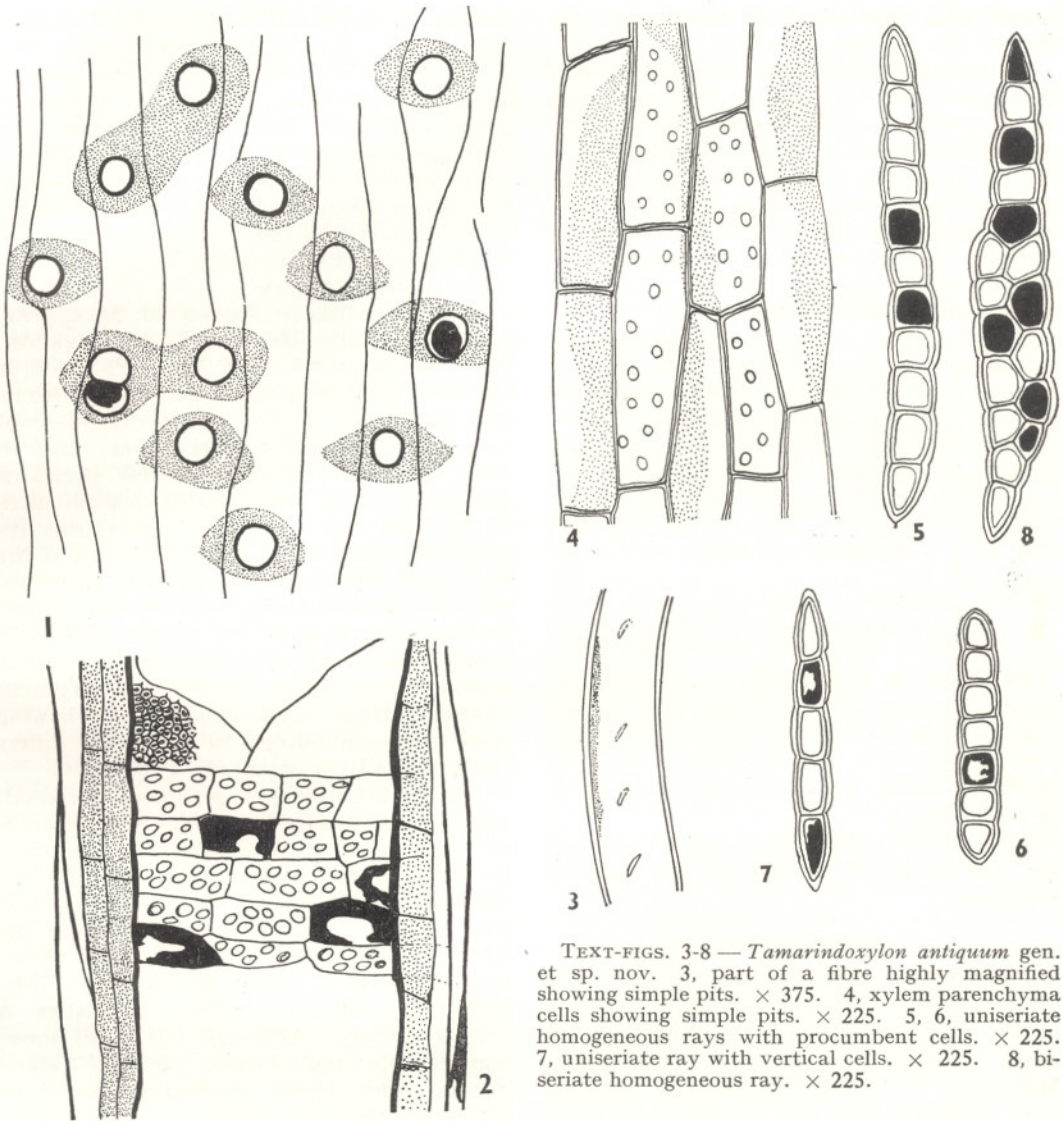 1
2
3
4
5
6
7
8
TEXT-FIGS. 3-8 — Tamarindoxylon antiquum gen.
et sp. nov. 3, part of a fibre highly magnified
showing simple pits. × 375. 4, xylem parenchyma
cells showing simple pits. × 225. 5, 6, uniseriate
homogeneous rays with procumbent cells. × 225.
7, uniseriate ray with vertical cells. × 225. 8, bi-
seriate homogeneous ray. × 225.